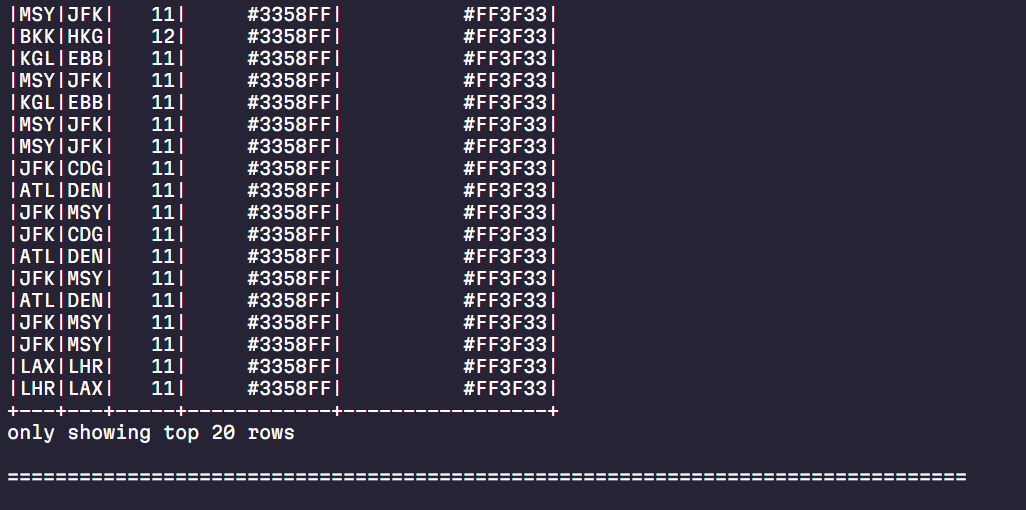 |MSY|JFK|   11|     #3358FF|          #FF3F33|
|BKK|HKG|   12|     #3358FF|          #FF3F33|
|KGL|EBB|   11|     #3358FF|          #FF3F33|
|MSY|JFK|   11|     #3358FF|          #FF3F33|
|KGL|EBB|   11|     #3358FF|          #FF3F33|
|MSY|JFK|   11|     #3358FF|          #FF3F33|
|MSY|JFK|   11|     #3358FF|          #FF3F33|
|JFK|CDG|   11|     #3358FF|          #FF3F33|
|ATL|DEN|   11|     #3358FF|          #FF3F33|
|JFK|MSY|   11|     #3358FF|          #FF3F33|
|JFK|CDG|   11|     #3358FF|          #FF3F33|
|ATL|DEN|   11|     #3358FF|          #FF3F33|
|JFK|MSY|   11|     #3358FF|          #FF3F33|
|ATL|DEN|   11|     #3358FF|          #FF3F33|
|JFK|MSY|   11|     #3358FF|          #FF3F33|
|JFK|MSY|   11|     #3358FF|          #FF3F33|
|LAX|LHR|   11|     #3358FF|          #FF3F33|
|LHR|LAX|   11|     #3358FF|          #FF3F33|
+---+---+-----+------------+-----------------+
only showing top 20 rows
================================================================================